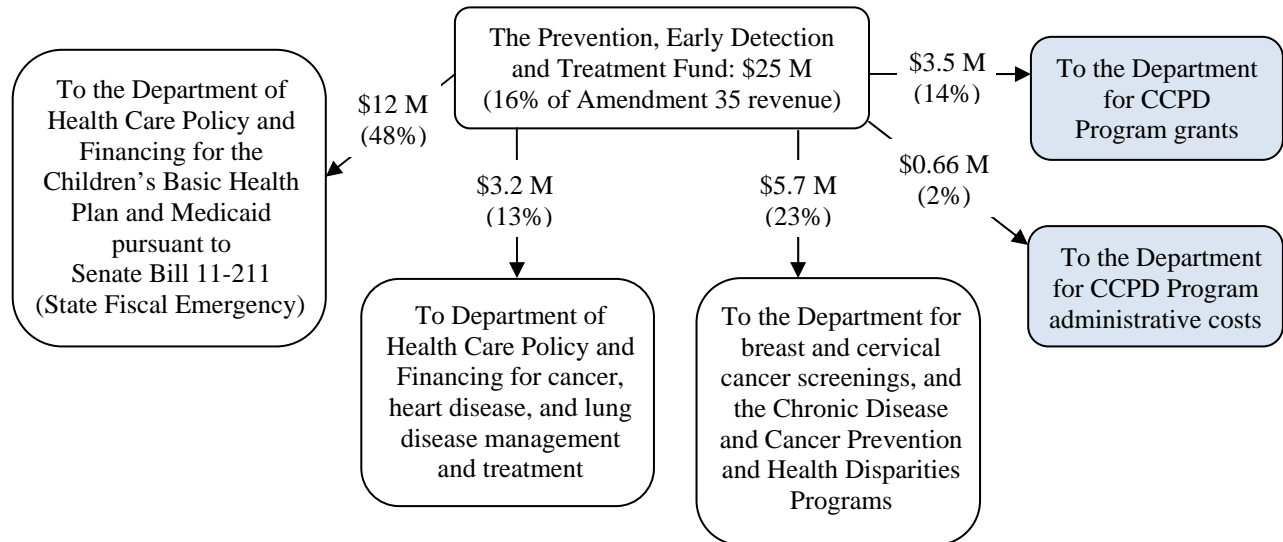 The Prevention, Early Detection
and Treatment Fund: $25 M
(16% of Amendment 35 revenue)
To the Department of
Health Care Policy and
Financing for the
Children’s Basic Health
Plan and Medicaid
pursuant to
Senate Bill 11-211
(State Fiscal Emergency)
$12 M
(48%)
$3.2 M
(13%)
$5.7 M
(23%)
$3.5 M
(14%)
$0.66 M
(2%)
To the Department
for CCPD
Program grants
To the Department
for CCPD Program
administrative costs
To Department of
Health Care Policy and
Financing for cancer,
heart disease, and lung
disease management
and treatment
To the Department for
breast and cervical
cancer screenings, and
the Chronic Disease
and Cancer Prevention
and Health Disparities
Programs